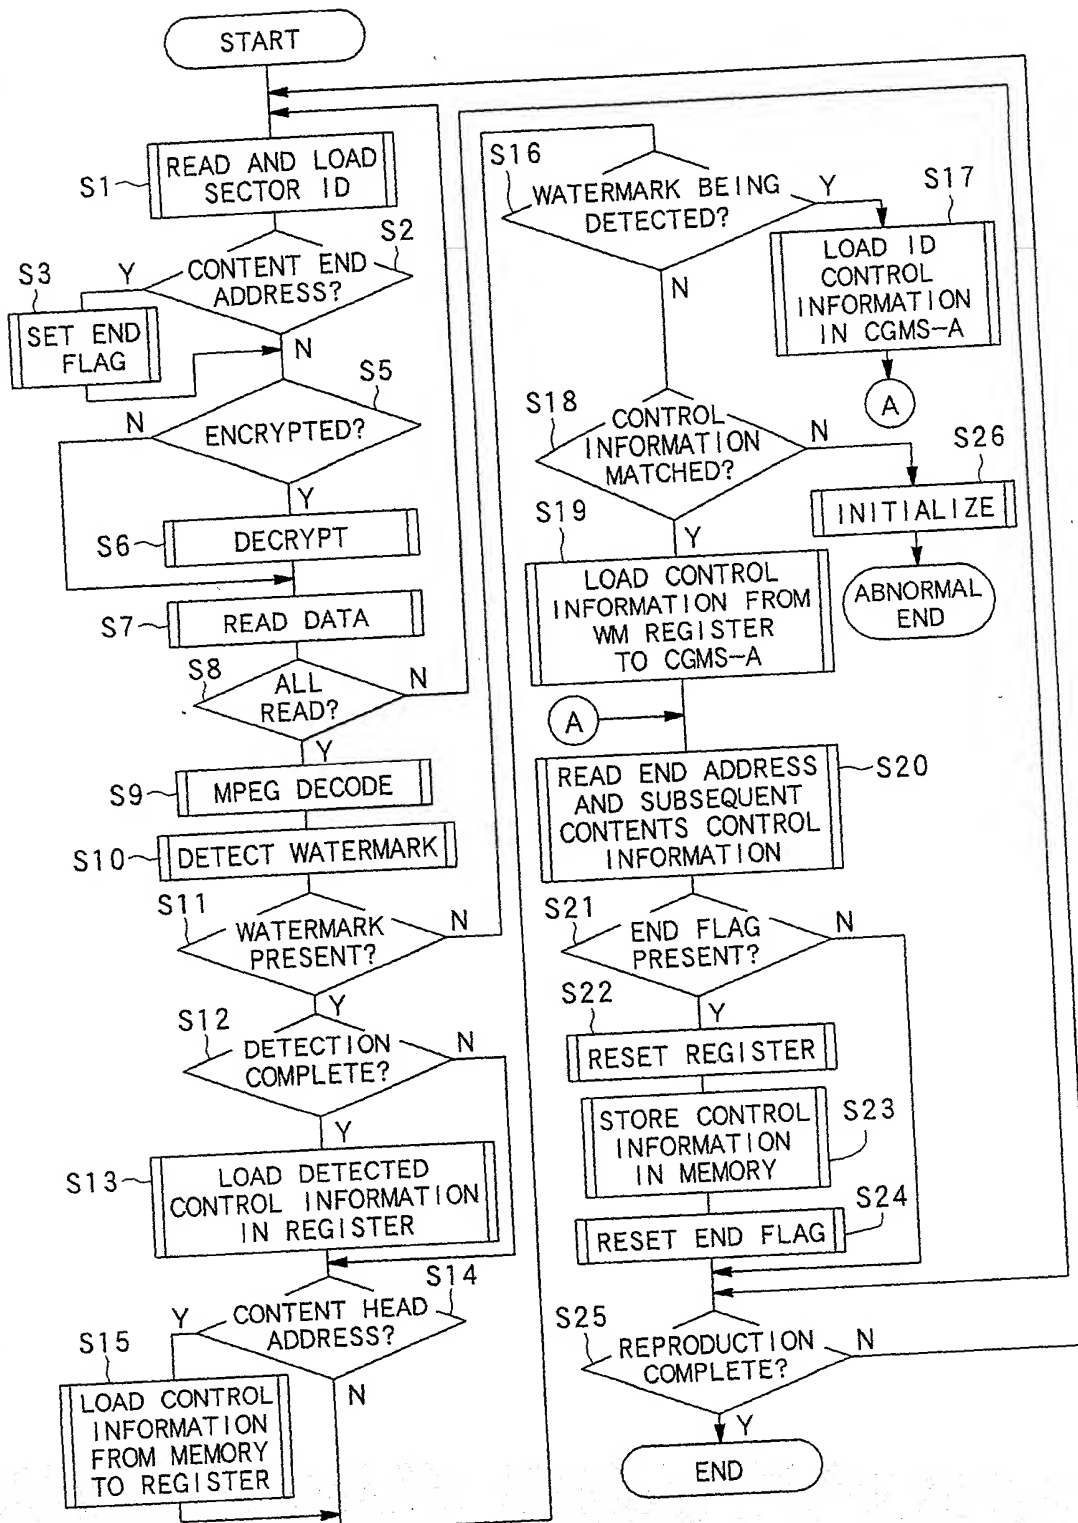 START
S1
READ AND LOAD
SECTOR ID
S2
CONTENT END
ADDRESS?
Y
N
S3
SET END
FLAG
S5
ENCRYPTED?
N
Y
S6
DECRYPT
S7
READ DATA
S8
ALL
READ?
N
Y
S9
MPEG DECODE
S10
DETECT WATERMARK
S11
WATERMARK
PRESENT?
N
Y
S12
DETECTION
COMPLETE?
N
Y
S13
LOAD DETECTED
CONTROL INFORMATION
IN REGISTER
S14
CONTENT HEAD
ADDRESS?
Y
N
S15
LOAD CONTROL
INFORMATION
FROM MEMORY
TO REGISTER
S16
WATERMARK BEING
DETECTED?
Y
N
S17
LOAD ID
CONTROL
INFORMATION
IN CGMS-A
A
S18
CONTROL
INFORMATION
MATCHED?
N
Y
S26
INITIALIZE
ABNORMAL
END
S19
LOAD CONTROL
INFORMATION FROM
WM REGISTER
TO CGMS-A
A
S20
READ END ADDRESS
AND SUBSEQUENT
CONTENTS CONTROL
INFORMATION
S21
END FLAG
PRESENT?
N
Y
S22
RESET REGISTER
S23
STORE CONTROL
INFORMATION
IN MEMORY
S24
RESET END FLAG
S25
REPRODUCTION
COMPLETE?
N
Y
END